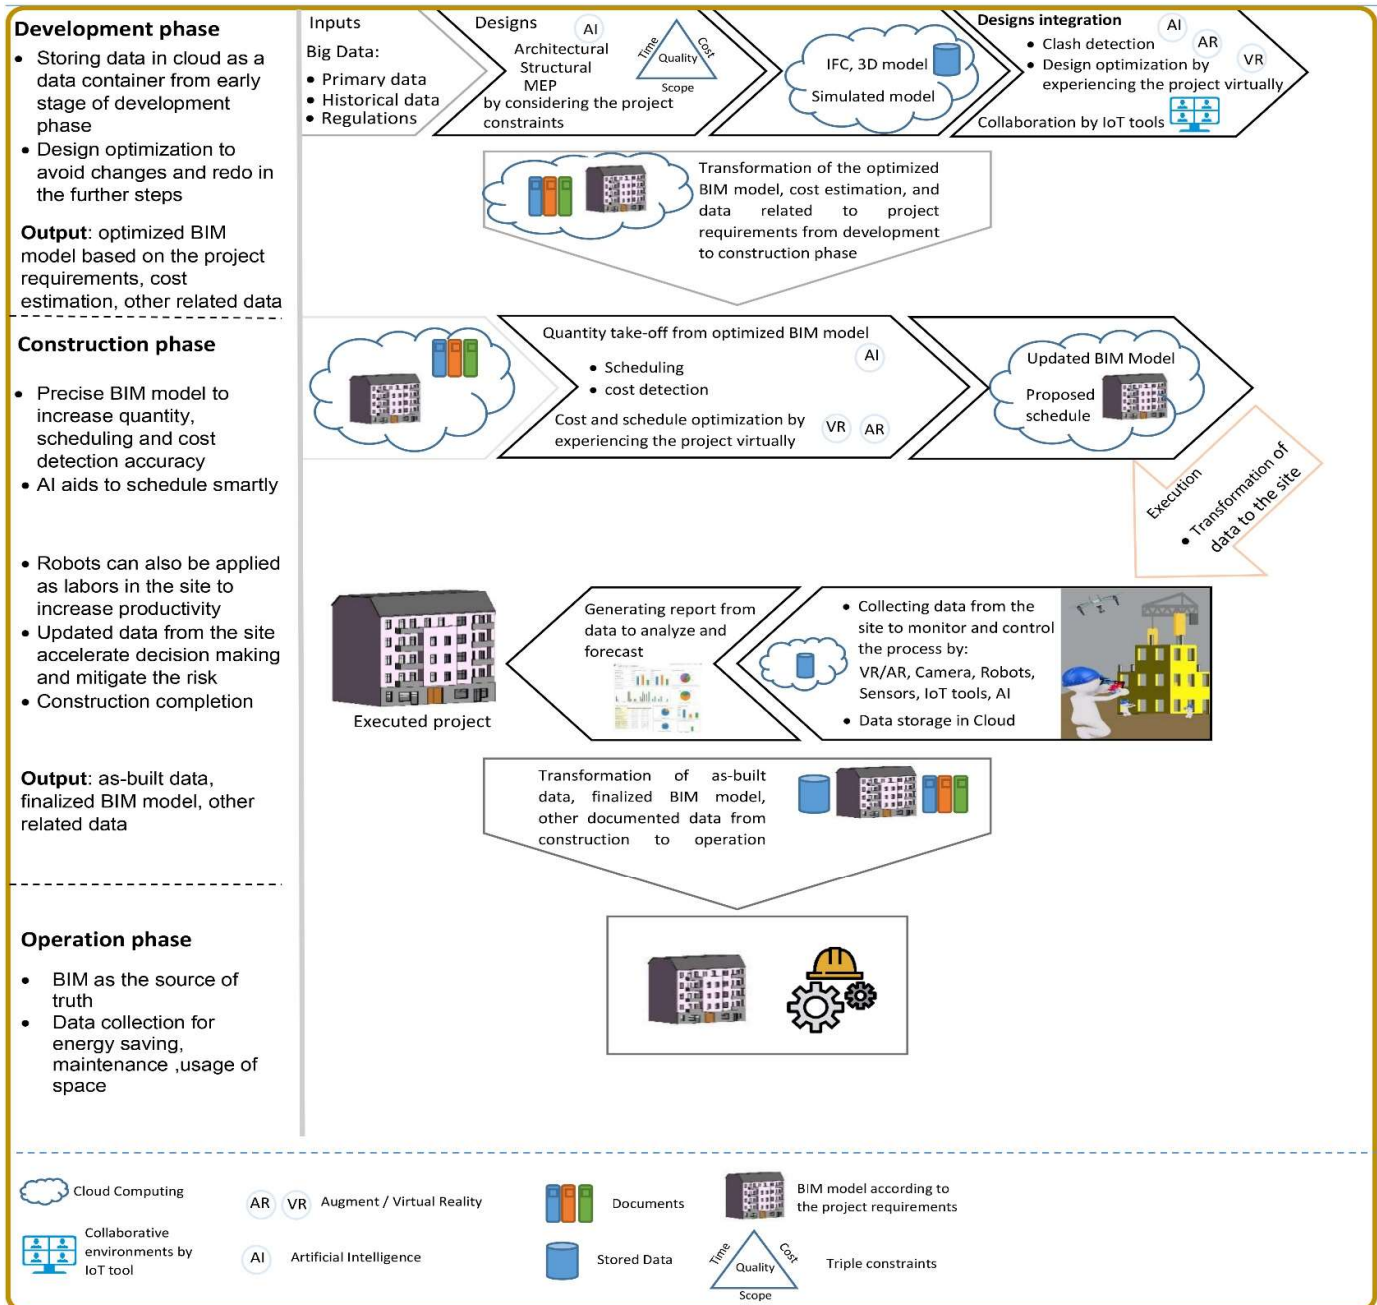 Development phase
• Storing data in cloud as a
data container from early
stage of development
phase
• Design optimization to
avoid changes and redo in
the further steps
Output: optimized BIM
model based on the project
requirements, cost
estimation, other related data
Inputs
Big Data:
• Primary data
• Historical data
• Regulations
Designs
AI
Architectural
Structural
MEP
by considering the project
constraints
Time
Cost
Quality
Scope
IFC, 3D model
Simulated model
Designs integration
AI
AR
VR
• Clash detection
• Design optimization by
experiencing the project virtually
Collaboration by IoT tools
Transformation of the optimized
BIM model, cost estimation, and
data related to project
requirements from development
to construction phase
Construction phase
• Precise BIM model to
increase quantity,
scheduling and cost
detection accuracy
• AI aids to schedule smartly
• Robots can also be applied
as labors in the site to
increase productivity
• Updated data from the site
accelerate decision making
and mitigate the risk
• Construction completion
Output: as-built data,
finalized BIM model, other
related data
Quantity take-off from optimized BIM model
• Scheduling
• cost detection
AI
Cost and schedule optimization by
experiencing the project virtually
VR
AR
Updated BIM Model
Proposed
schedule
Execution
• Transformation of
data to the site
Executed project
Generating report from
data to analyze and
forecast
• Collecting data from the
site to monitor and control
the process by:
VR/AR, Camera, Robots,
Sensors, IoT tools, AI
• Data storage in Cloud
Transformation of as-built
data, finalized BIM model,
other documented data from
construction to operation
Operation phase
• BIM as the source of
truth
• Data collection for
energy saving,
maintenance ,usage of
space
Cloud Computing
AR
VR
Augment / Virtual Reality
Documents
BIM model according to
the project requirements
Collaborative
environments by
IoT tool
AI
Artificial Intelligence
Stored Data
Time
Cost
Quality
Scope
Triple constraints